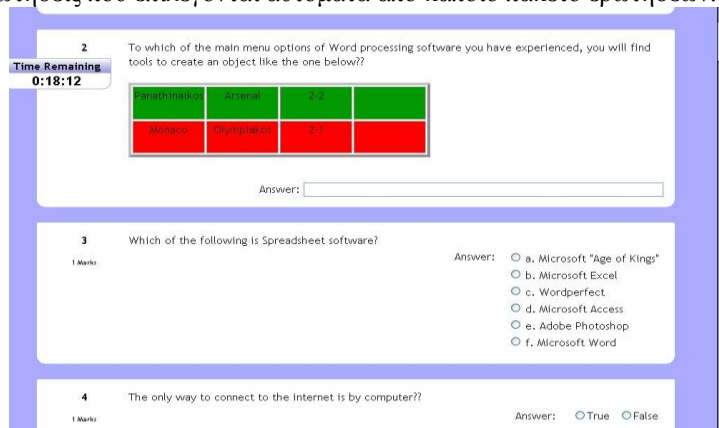 2
To which of the main menu options of Word processing software you have experienced, you will find
tools to create an object like the one below??
Time Remaining
0:18:12
Panathinaikos Arsenal 2-2
Monaco Olympiakos 2-1
Answer:
3
1 Marks
Which of the following is Spreadsheet software?
Answer:
a. Microsoft "Age of Kings"
b. Microsoft Excel
c. Wordperfect
d. Microsoft Access
e. Adobe Photoshop
f. Microsoft Word
4
1 Marks
The only way to connect to the internet is by computer??
Answer: True False